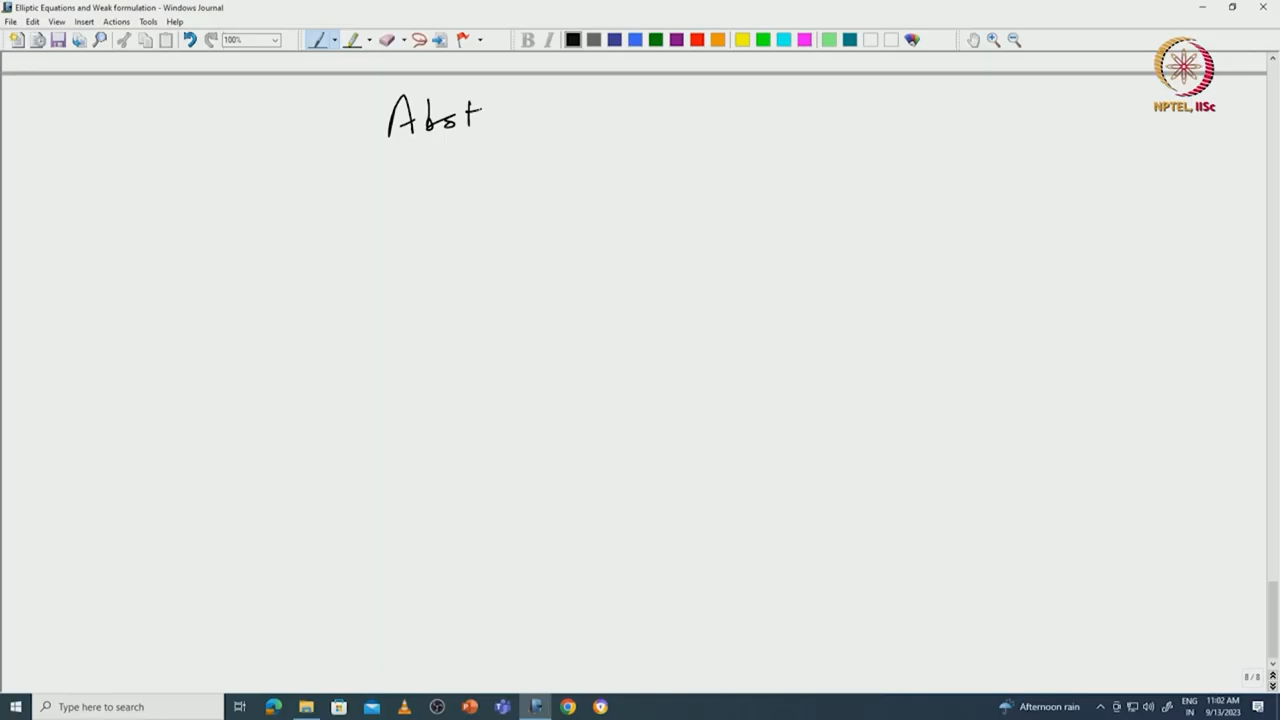 Elliptic Equations and Weak formulation - Windows Journal
File Edit View Insert Actions Tools Help
100%
B I
NPTEL, IISc
Abst
8 / 8
Type here to search
Afternoon rain
ENG
IN
11:02 AM
9/13/2023